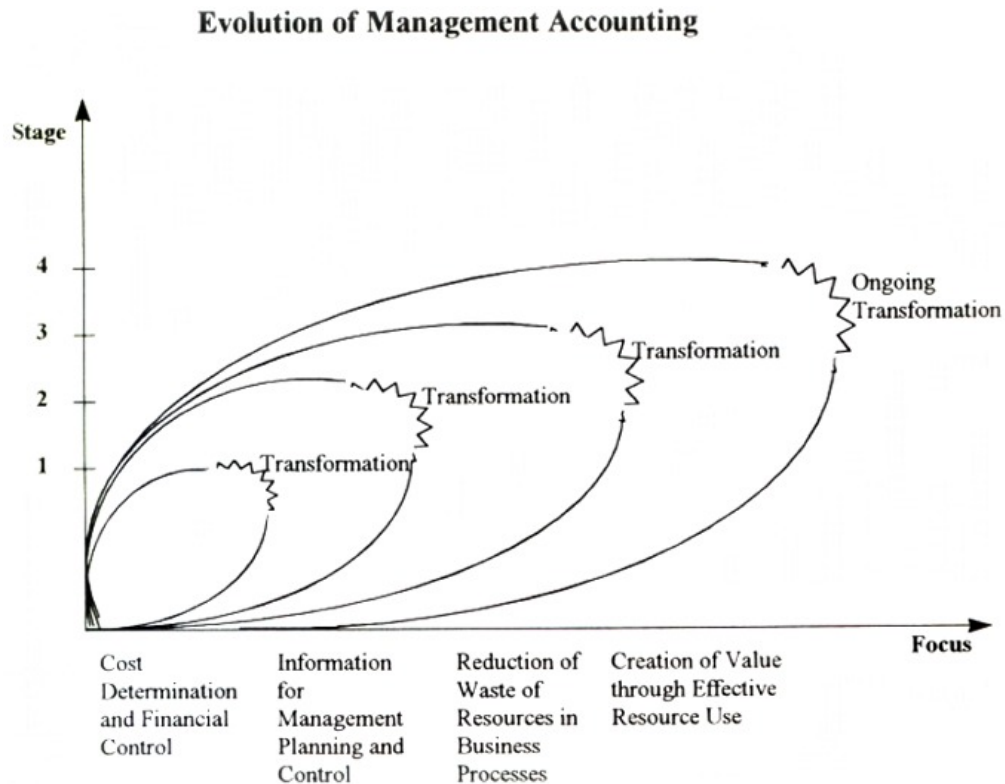 Evolution of Management Accounting
Stage
4
3
2
1
Ongoing
Transformation
Transformation
Transformation
Transformation
Focus
Cost
Determination
and Financial
Control
Information
for
Management
Planning and
Control
Reduction of
Waste of
Resources in
Business
Processes
Creation of Value
through Effective
Resource Use